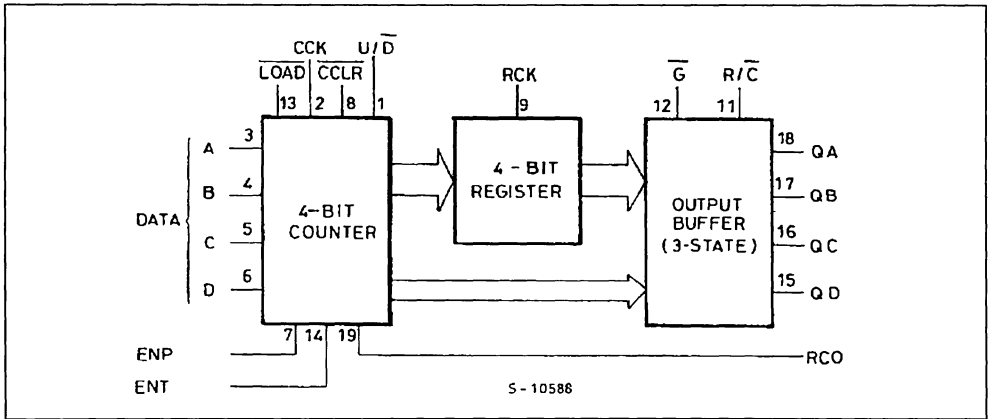 CCK U/D̅
L̅O̅A̅D̅ C̅C̅L̅R̅ RCK G̅ R/C̅
13 2 8 1 9 12 11
3 18
A QA
4 17
B 4-BIT REGISTER QB
DATA 4-BIT COUNTER OUTPUT BUFFER (3-STATE)
5 16
C QC
6 15
D QD
7 14 19
ENP RCO
ENT S-10588